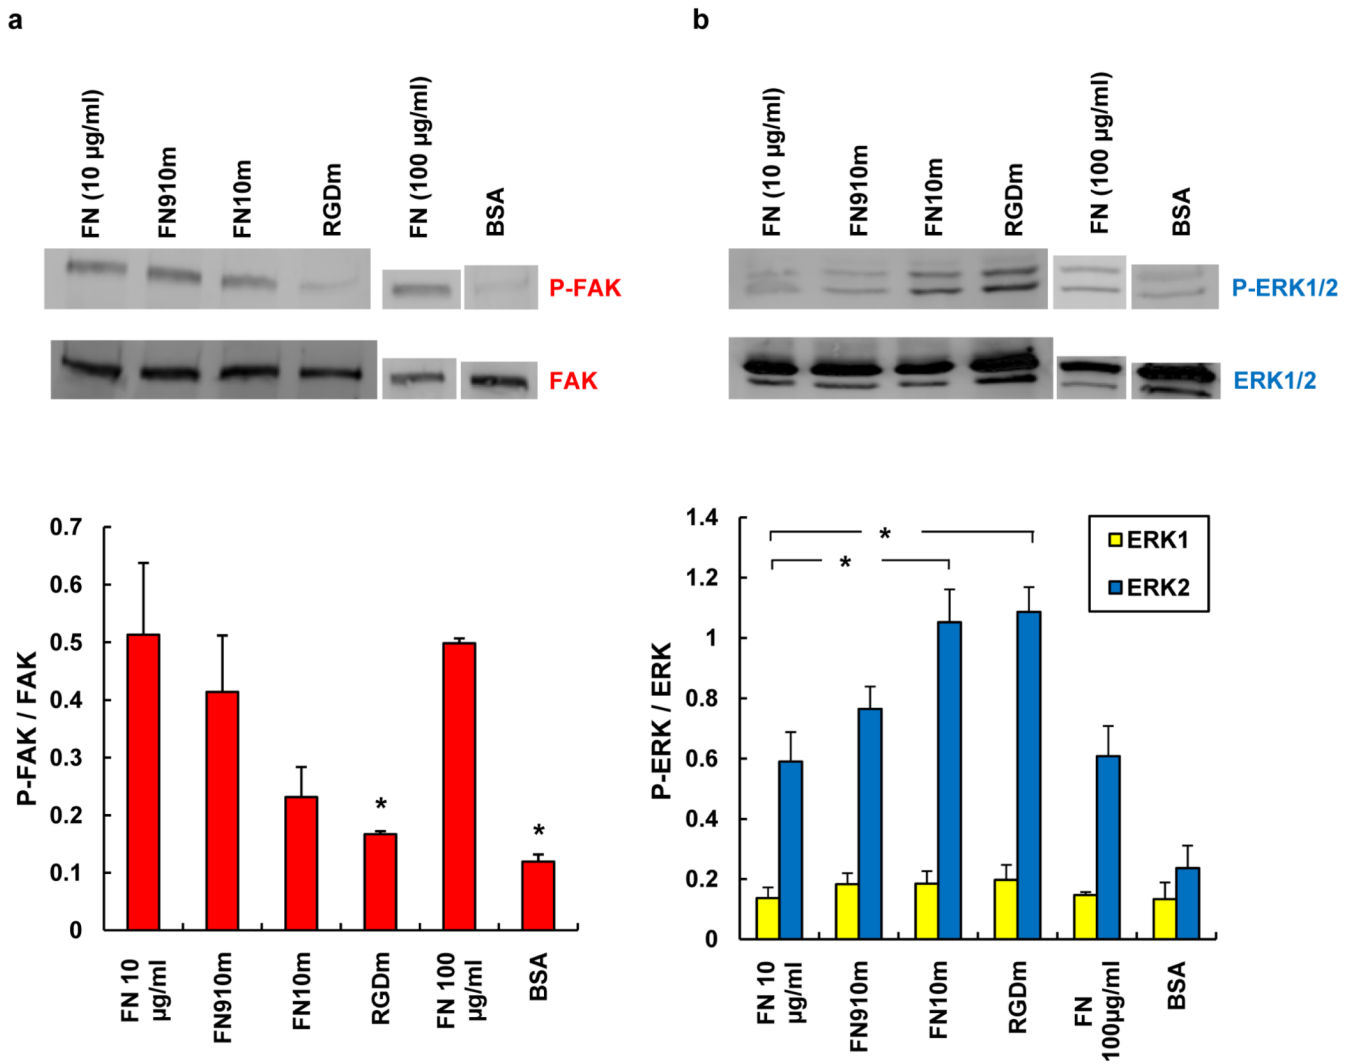 a
FN (10 µg/ml)
FN910m
FN10m
RGDm
FN (100 µg/ml)
BSA
P-FAK
FAK
0.7
0.6
0.5
0.4
0.3
0.2
0.1
0
P-FAK / FAK
*
*
FN 10
µg/ml
FN910m
FN10m
RGDm
FN 100
µg/ml
BSA
b
FN (10 µg/ml)
FN910m
FN10m
RGDm
FN (100 µg/ml)
BSA
P-ERK1/2
ERK1/2
1.4
1.2
1
0.8
0.6
0.4
0.2
0
P-ERK / ERK
*
*
ERK1
ERK2
FN 10
µg/ml
FN910m
FN10m
RGDm
FN
100µg/ml
BSA